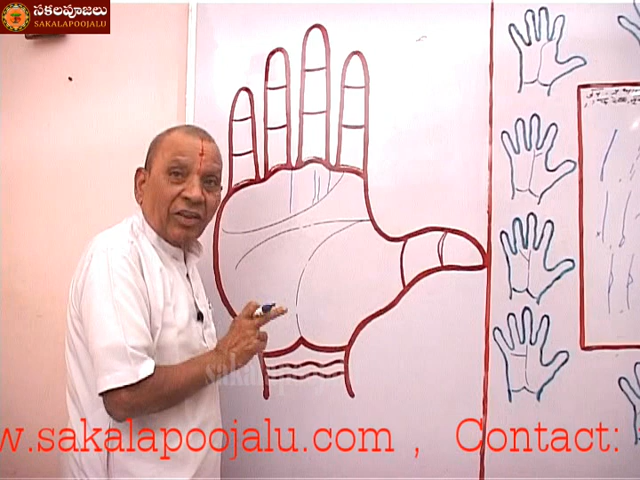 సకలపూజలు
SAKALAPOOJALU
w.sakalapoojalu.com , Contact: